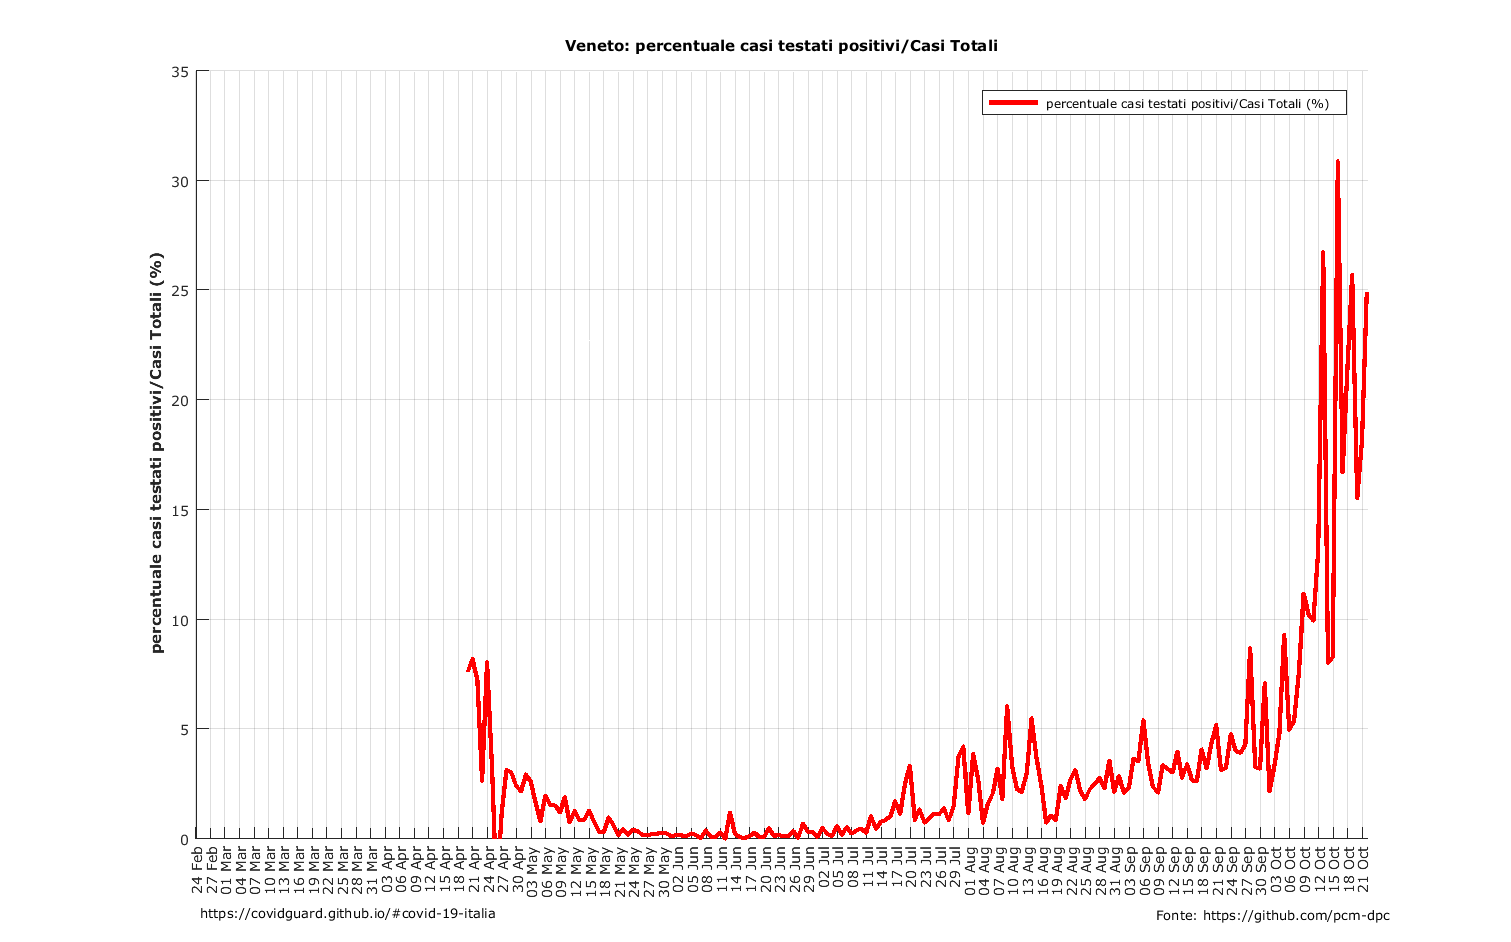 Veneto: percentuale casi testati positivi/Casi Totali
percentuale casi testati positivi/Casi Totali (%)
percentuale casi testati positivi/Casi Totali (%)
35
30
25
20
15
10
5
0
24 Feb
27 Feb
01 Mar
04 Mar
07 Mar
10 Mar
13 Mar
16 Mar
19 Mar
22 Mar
25 Mar
28 Mar
31 Mar
03 Apr
06 Apr
09 Apr
12 Apr
15 Apr
18 Apr
21 Apr
24 Apr
27 Apr
30 Apr
03 May
06 May
09 May
12 May
15 May
18 May
21 May
24 May
27 May
30 May
02 Jun
05 Jun
08 Jun
11 Jun
14 Jun
17 Jun
20 Jun
23 Jun
26 Jun
29 Jun
02 Jul
05 Jul
08 Jul
11 Jul
14 Jul
17 Jul
20 Jul
23 Jul
26 Jul
29 Jul
01 Aug
04 Aug
07 Aug
10 Aug
13 Aug
16 Aug
19 Aug
22 Aug
25 Aug
28 Aug
31 Aug
03 Sep
06 Sep
09 Sep
12 Sep
15 Sep
18 Sep
21 Sep
24 Sep
27 Sep
30 Sep
03 Oct
06 Oct
09 Oct
12 Oct
15 Oct
18 Oct
21 Oct
https://covidguard.github.io/#covid-19-italia
Fonte: https://github.com/pcm-dpc